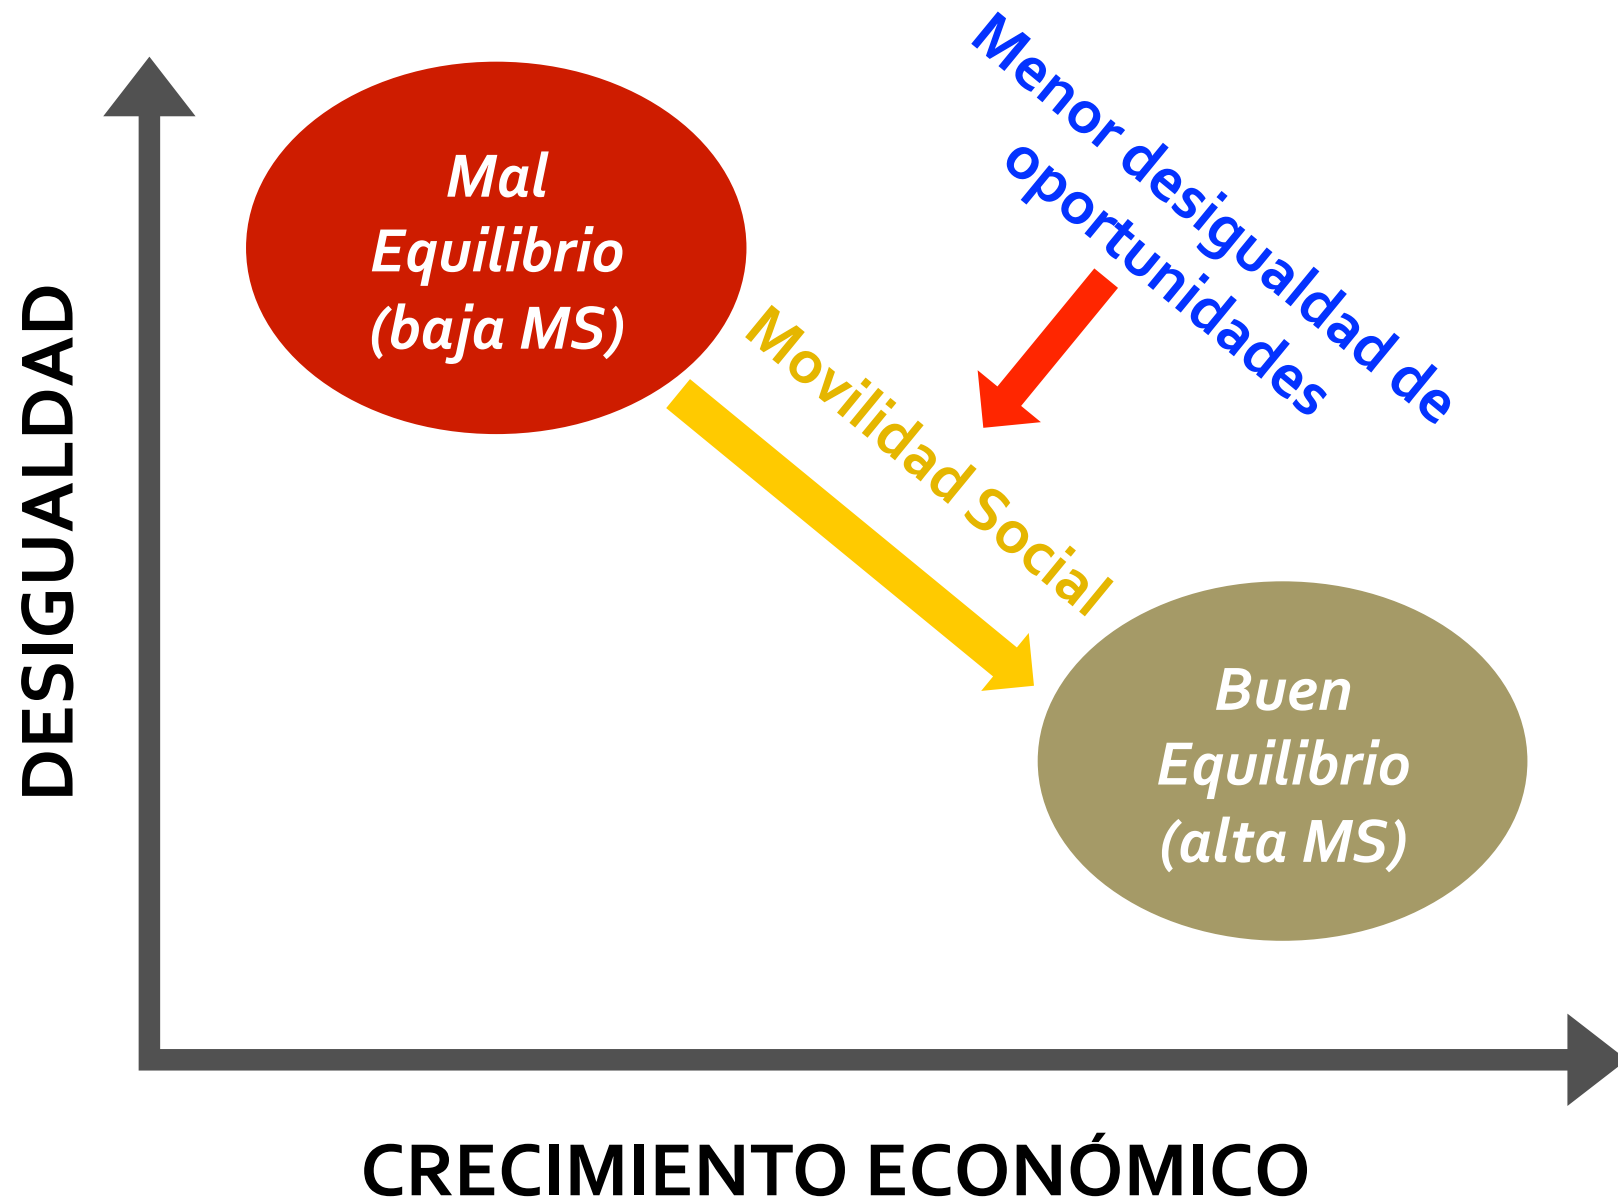 Mal
Equilibrio
(baja MS)
Menor desigualdad de
oportunidades
Movilidad Social
Buen
Equilibrio
(alta MS)
DESIGUALDAD
CRECIMIENTO ECONÓMICO